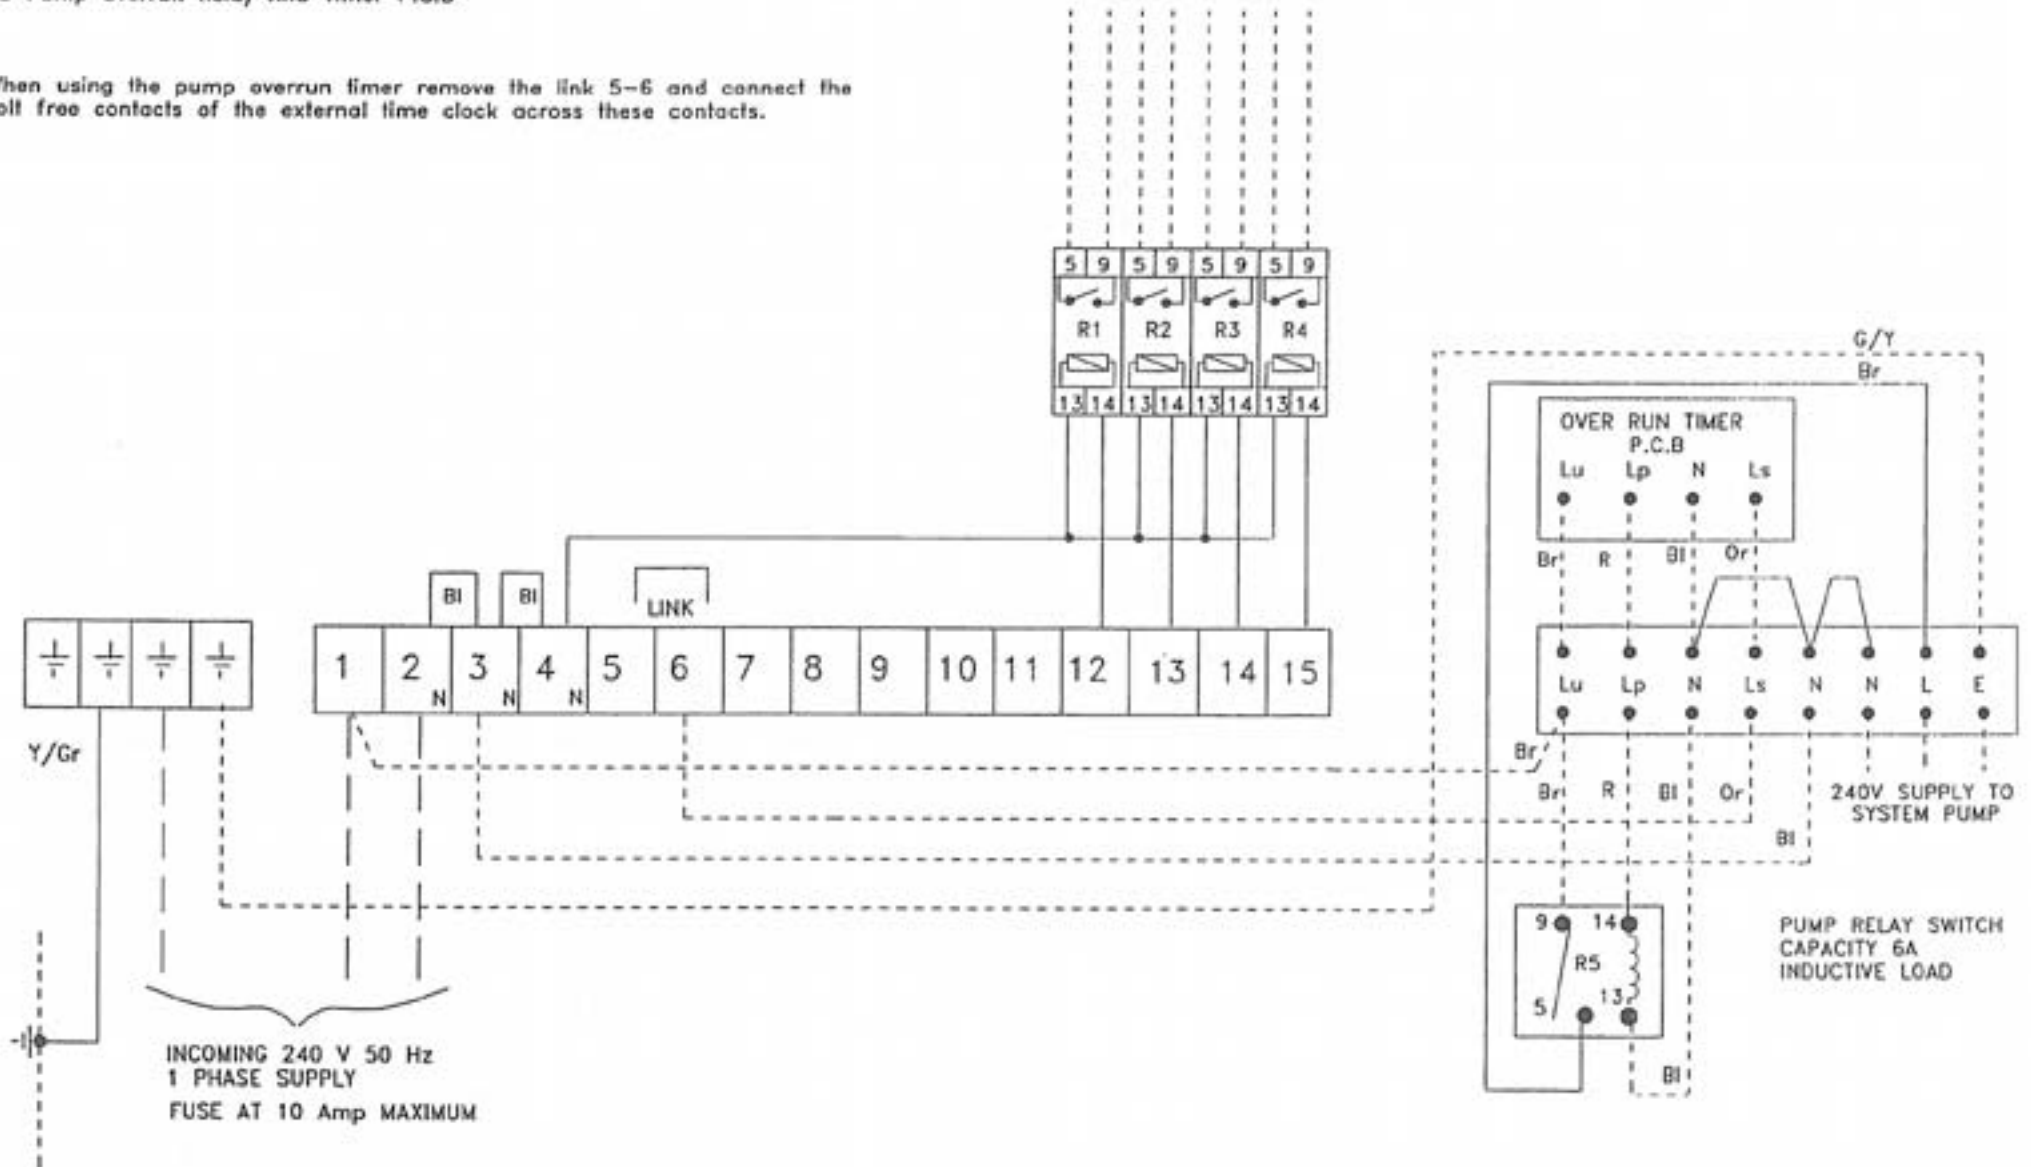 When using the pump overrun timer remove the link 5-6 and connect the
volt free contacts of the external time clock across these contacts.
5 9 5 9 5 9 5 9
R1 R2 R3 R4
13 14 13 14 13 14 13 14
G/Y
Br
OVER RUN TIMER
P.C.B
Lu Lp N Ls
Br R Bl Or
Bl Bl LINK
1 2 N 3 N 4 N 5 6 7 8 9 10 11 12 13 14 15
Lu Lp N Ls N N L E
Y/Gr
Br
Br R Bl Or
240V SUPPLY TO
SYSTEM PUMP
Bl
9 14
R5
5 13
Bl
PUMP RELAY SWITCH
CAPACITY 6A
INDUCTIVE LOAD
INCOMING 240 V 50 Hz
1 PHASE SUPPLY
FUSE AT 10 Amp MAXIMUM